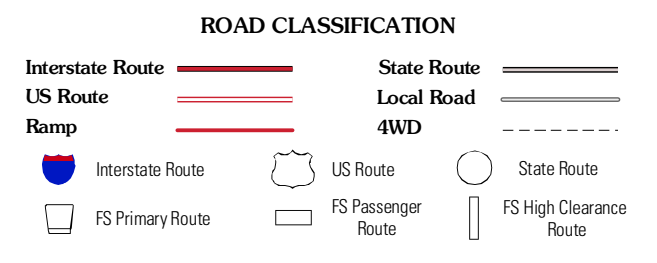 ROAD CLASSIFICATION
Interstate Route
State Route
US Route
Local Road
Ramp
4WD
Interstate Route
US Route
State Route
FS Primary Route
FS Passenger
Route
FS High Clearance
Route